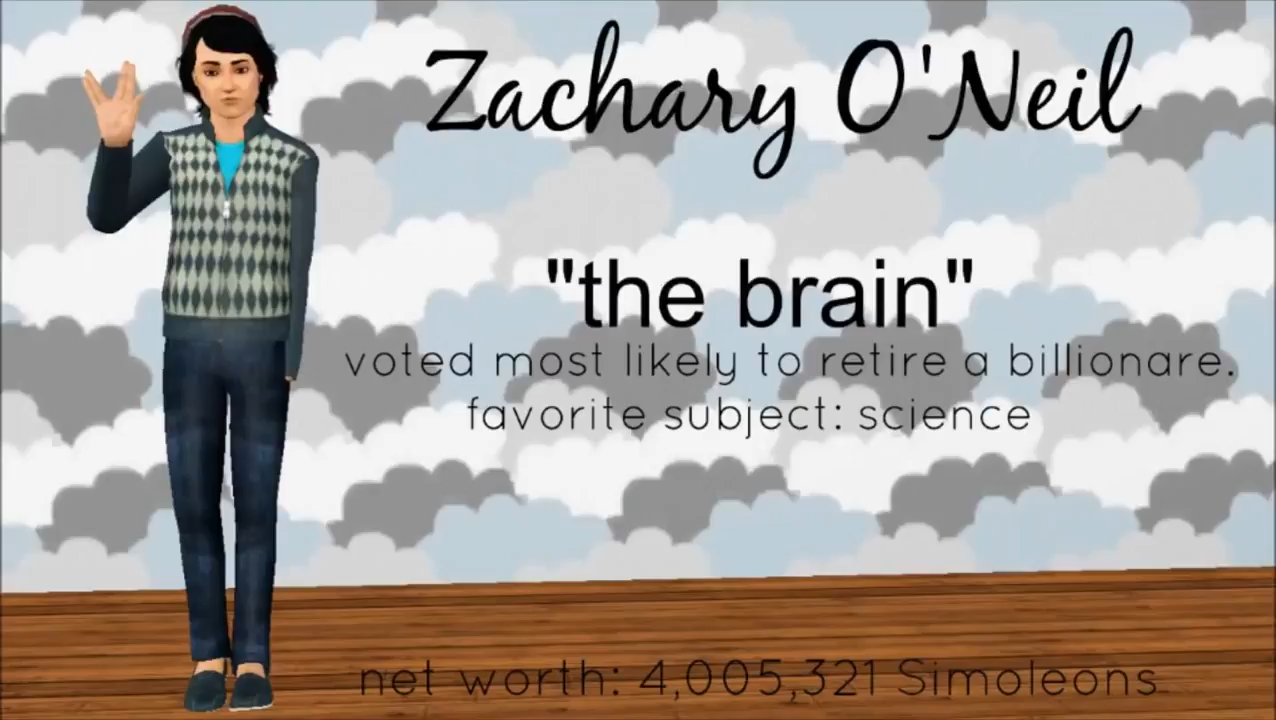 Zachary O'Neil
"the brain"
voted most likely to retire a billionare.
favorite subject: science
net worth: 4,005,321 Simoleons